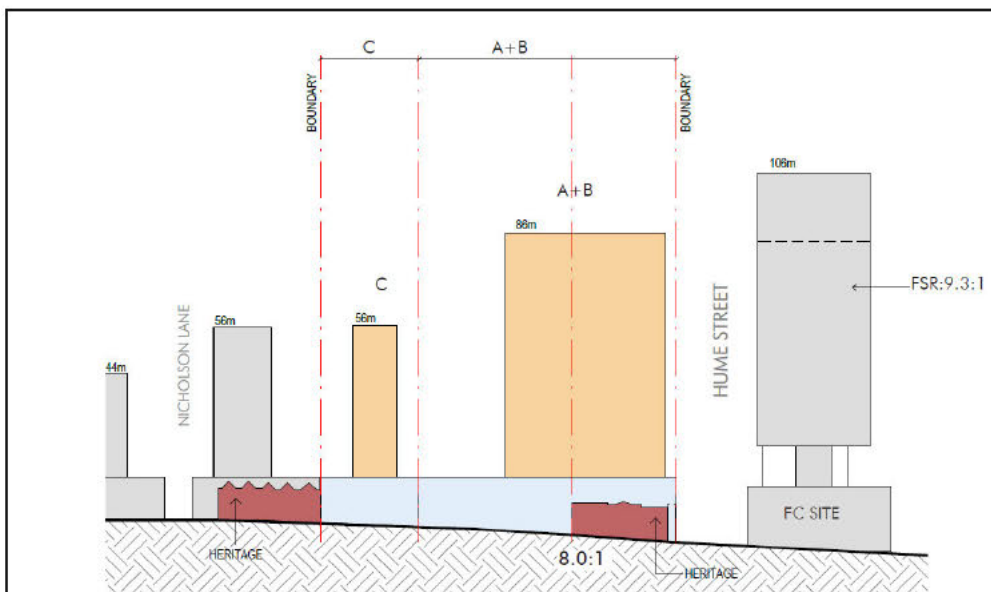 C
A+B
BOUNDARY
BOUNDARY
106m
A+B
86m
FSR:9.3:1
C
HUME STREET
NICHOLSON LANE
56m
56m
44m
FC SITE
HERITAGE
8.0:1
HERITAGE